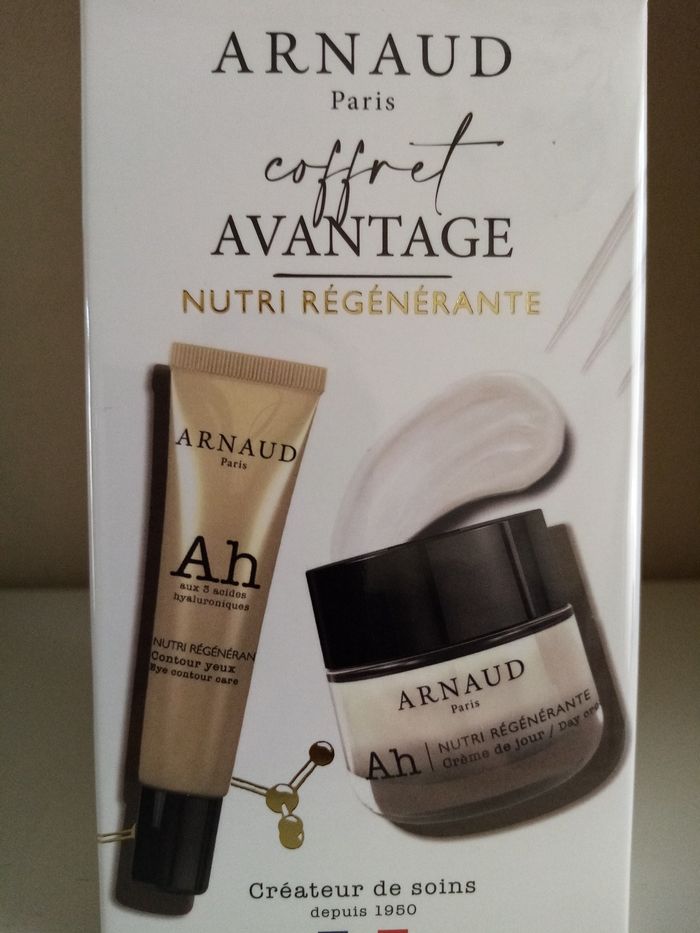 ARNAUD
Paris
coffret
AVANTAGE
NUTRI RÉGÉNÉRANTE
ARNAUD
Paris
Ah
aux 3 acides
hyaluroniques
NUTRI RÉGÉNÉRAN
Contour yeux
Eye contour care
ARNAUD
Paris
Ah | NUTRI RÉGÉNÉRANTE
Crème de jour / Day cre
Créateur de soins
depuis 1950